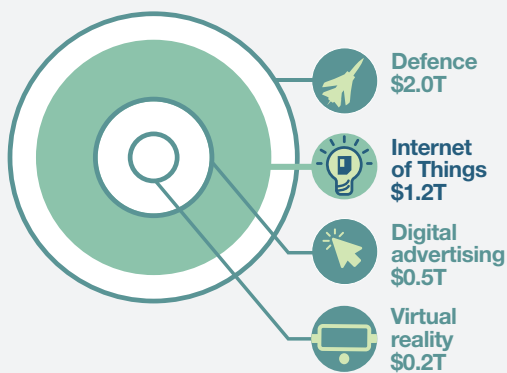 Defence
$2.0T
Internet
of Things
$1.2T
Digital
advertising
$0.5T
Virtual
reality
$0.2T